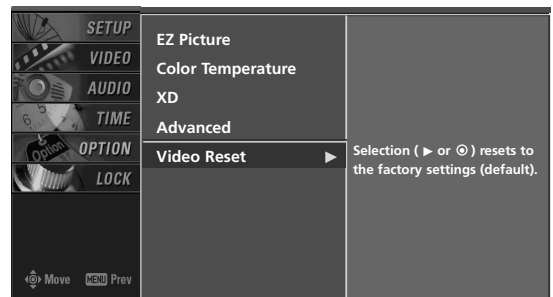 SETUP
VIDEO
AUDIO
TIME
OPTION
LOCK
Move MENU Prev
EZ Picture
Color Temperature
XD
Advanced
Video Reset ▶
Selection ( ▶ or ⊙ ) resets to
the factory settings (default).